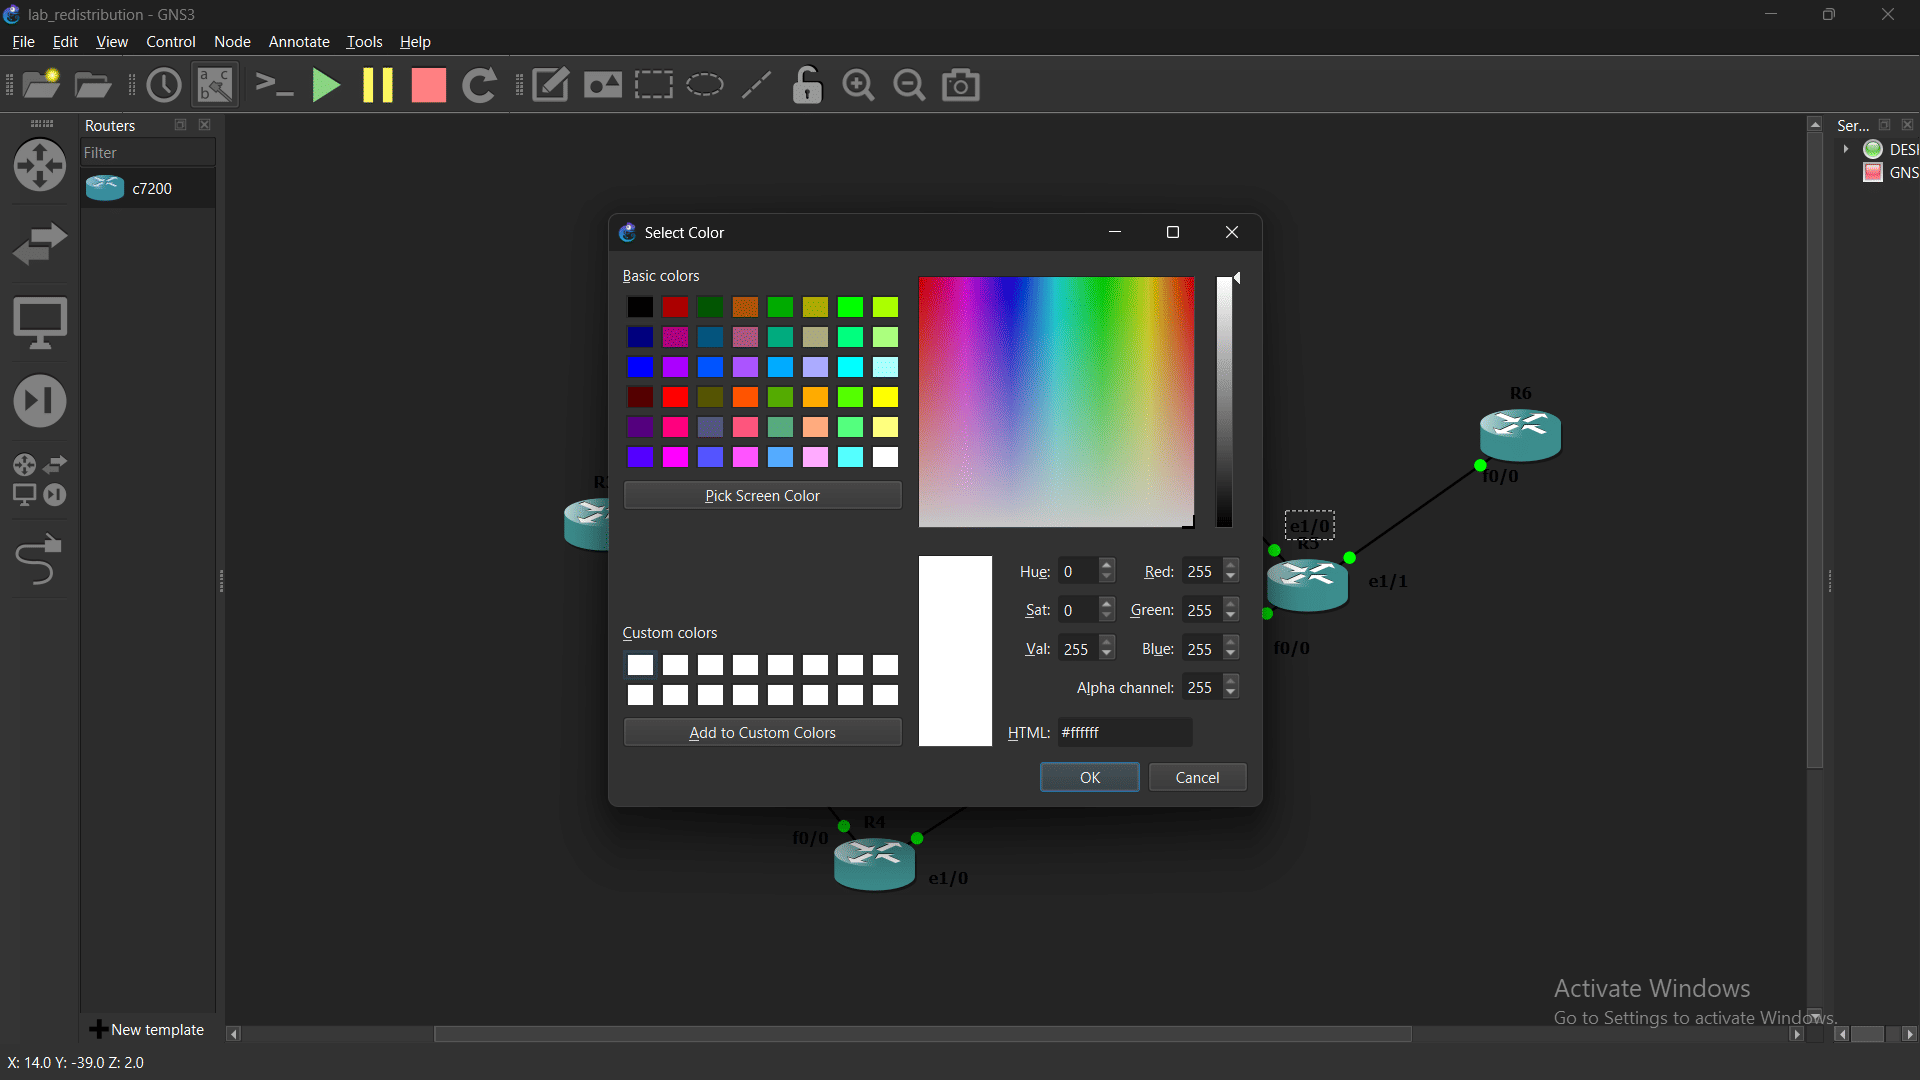 lab_redistribution - GNS3
File Edit View Control Node Annotate Tools Help
Routers
Filter
c7200
New template
X: 14.0 Y: -39.0 Z: 2.0
Select Color
Basic colors
Pick Screen Color
Custom colors
Add to Custom Colors
Hue: 0 Red: 255
Sat: 0 Green: 255
Val: 255 Blue: 255
Alpha channel: 255
HTML: #ffffff
OK Cancel
R6
f0/0
e1/0
e1/1
f0/0
R4
f0/0
e1/0
Ser...
DESI
GNS
Activate Windows
Go to Settings to activate Windows.